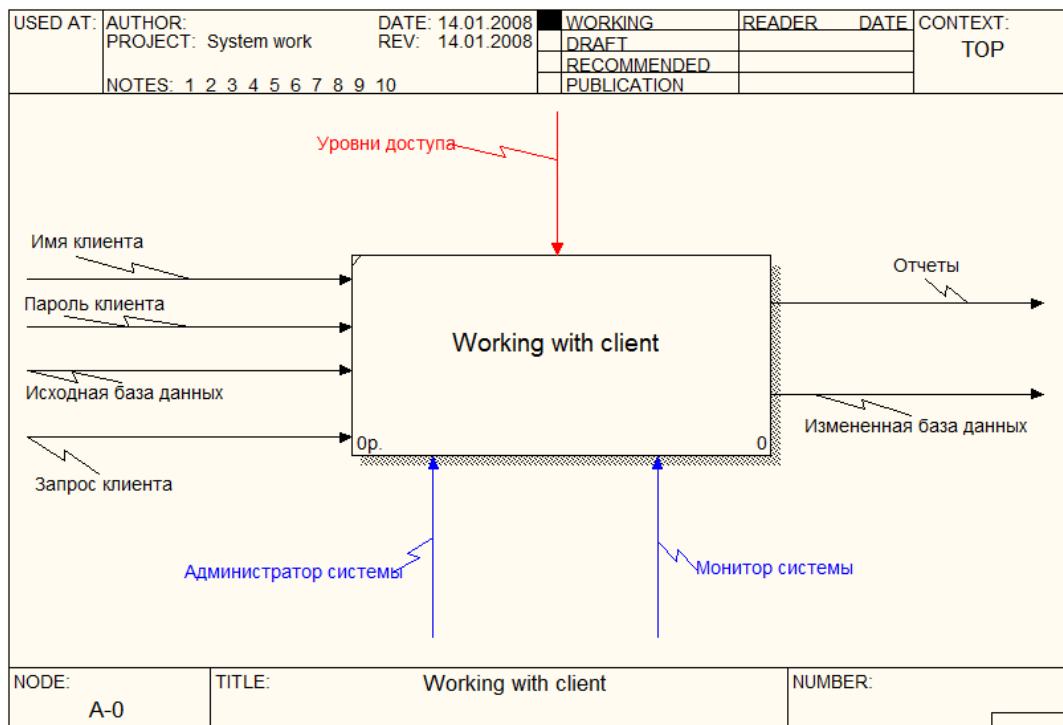 USED AT:
AUTHOR:
DATE: 14.01.2008
PROJECT: System work
REV: 14.01.2008
NOTES: 1 2 3 4 5 6 7 8 9 10
WORKING
DRAFT
RECOMMENDED
PUBLICATION
READER
DATE
CONTEXT:
TOP
Уровни доступа
Имя клиента
Пароль клиента
Исходная база данных
Запрос клиента
Working with client
0р.
0
Отчеты
Измененная база данных
Администратор системы
Монитор системы
NODE:
A-0
TITLE:
Working with client
NUMBER: